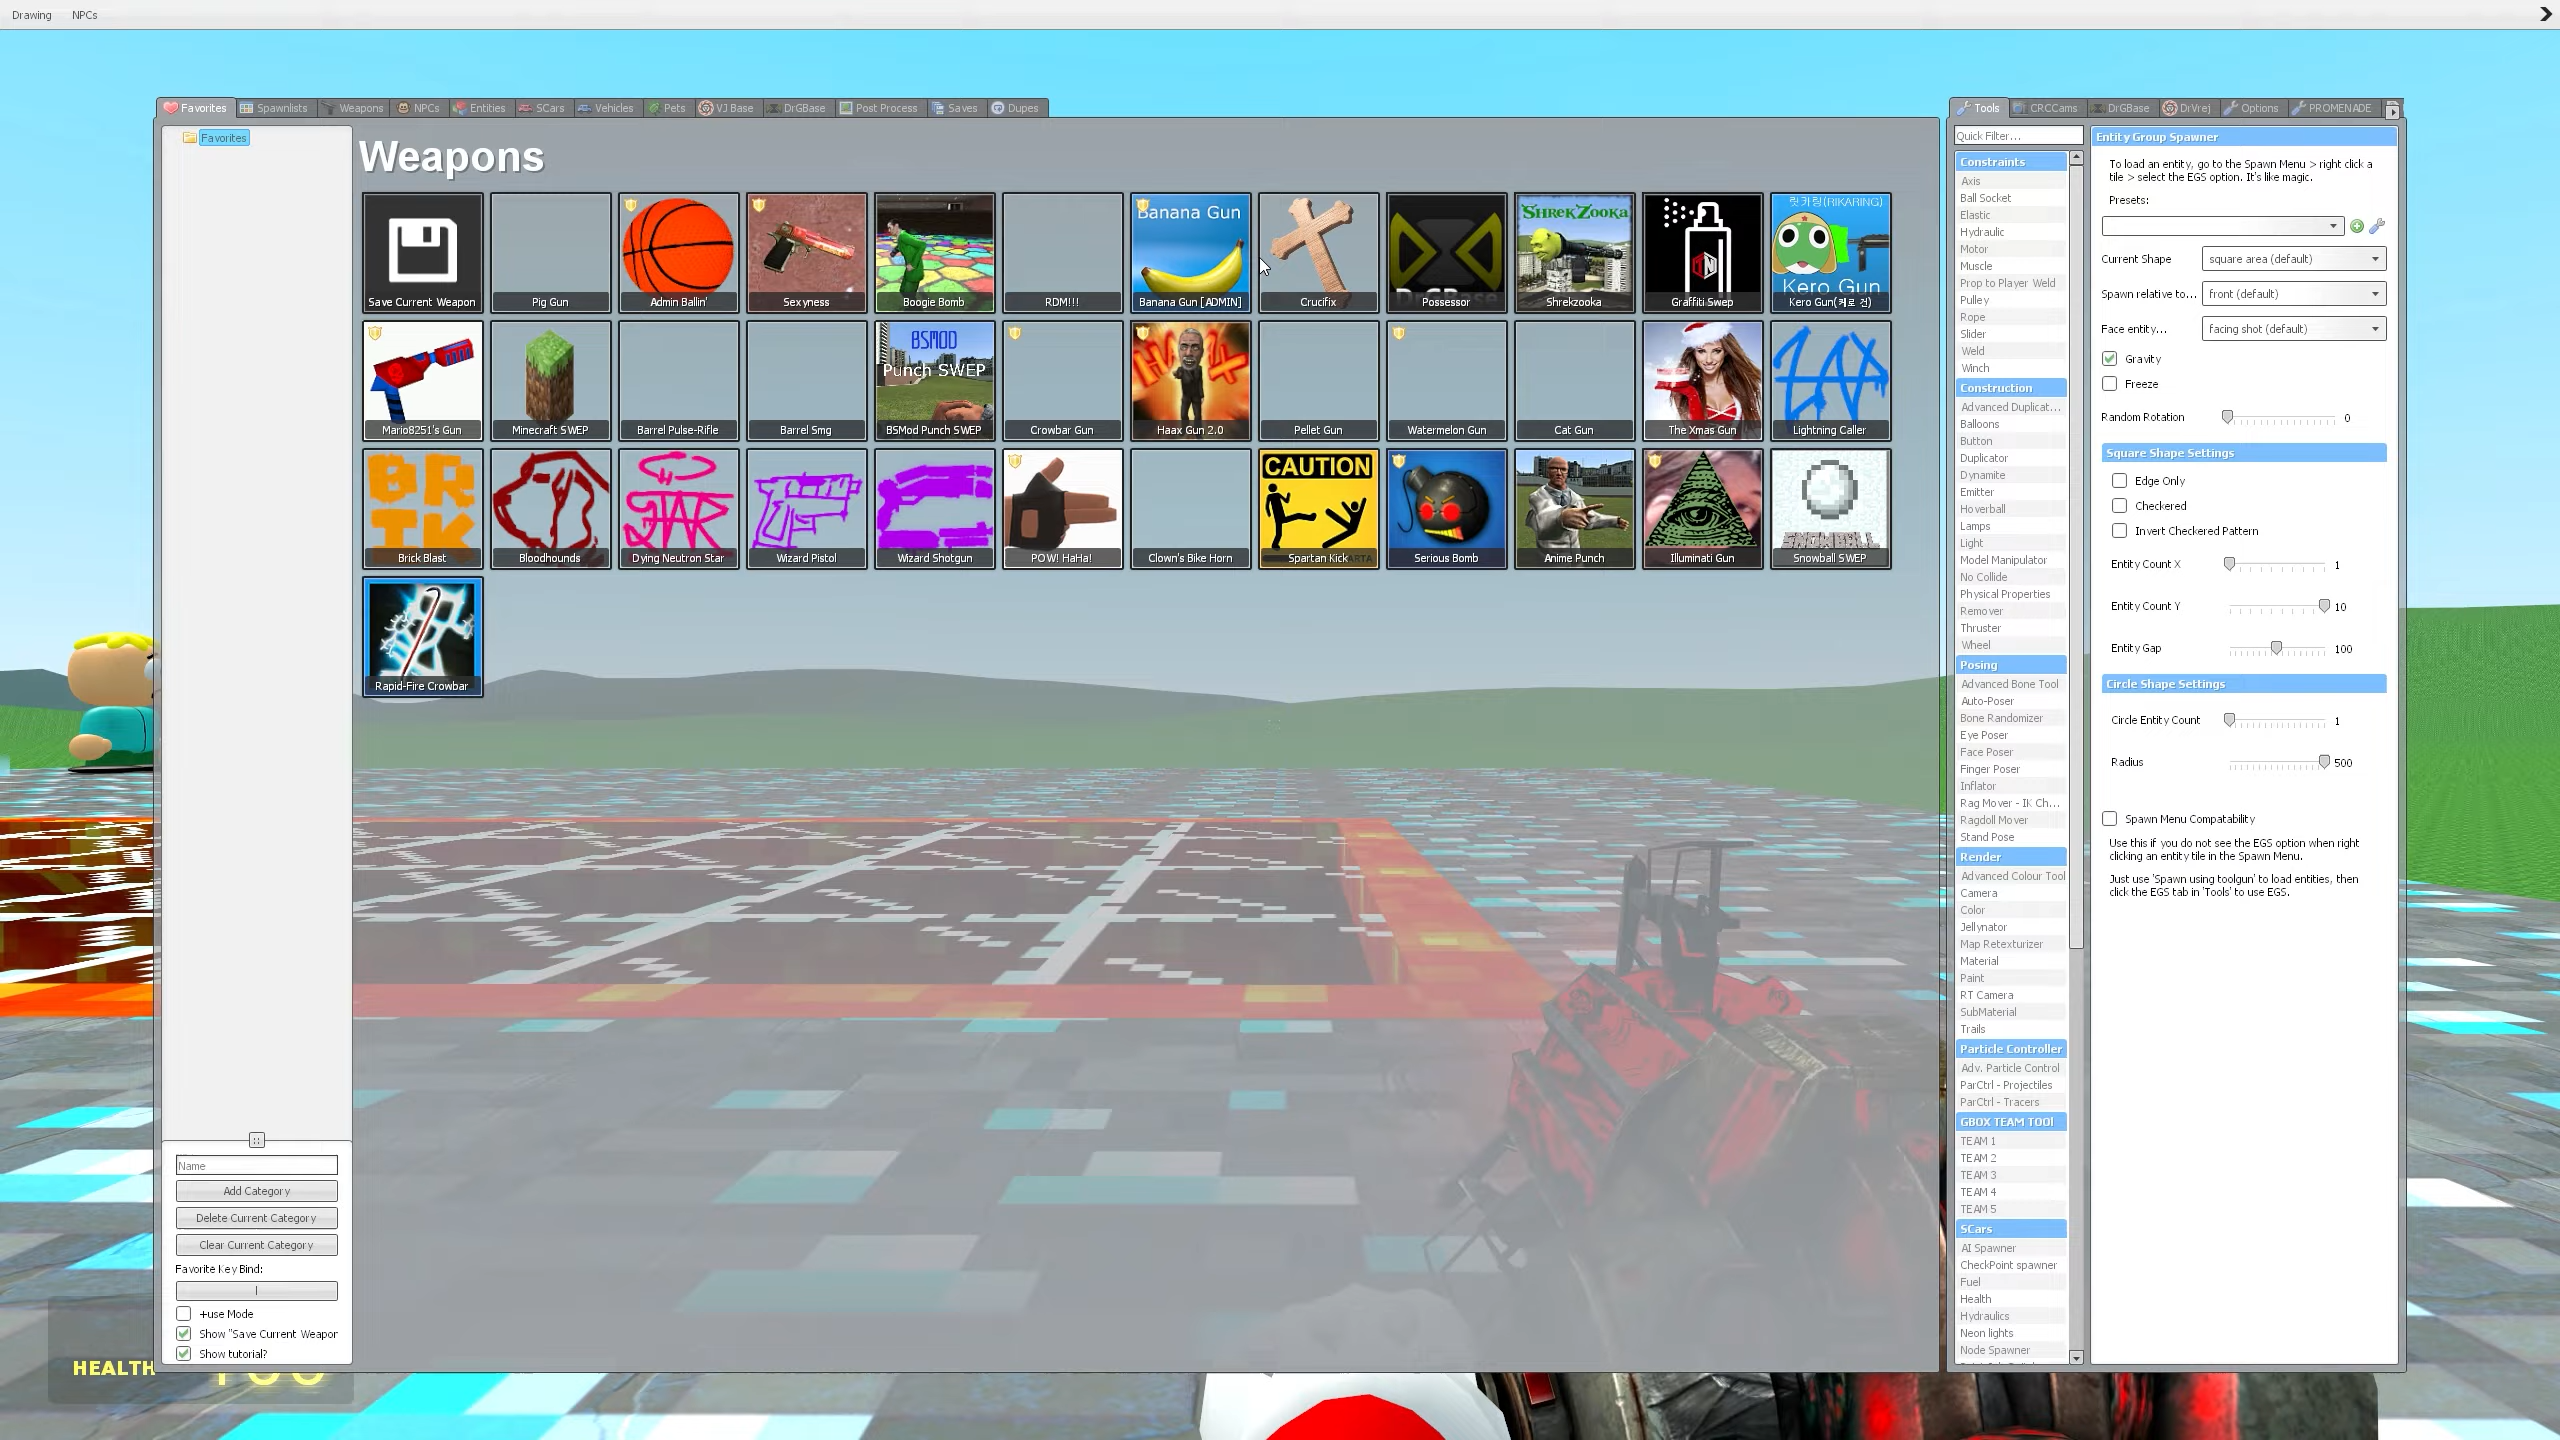 Drawing NPCs
Favorites Spawnlists Weapons NPCs Entities SCars Vehicles Pets VJ Base DrGBase Post Process Saves Dupes
Favorites
Weapons
Save Current Weapon
Pig Gun
Admin Ballin'
Sexyness
Boogie Bomb
RDM!!!
Banana Gun
Banana Gun [ADMIN]
Crucifix
Possessor
SHREKZOOKA
Shrekzooka
Graffiti Swep
릿카링(RIKARING)
Kero Gun
Kero Gun(케로 건)
Mario8251's Gun
Minecraft SWEP
Barrel Pulse-Rifle
Barrel Smg
BSMOD
Punch SWEP
BSMod Punch SWEP
Crowbar Gun
Haax Gun 2.0
Pellet Gun
Watermelon Gun
Cat Gun
The Xmas Gun
Lightning Caller
Brick Blast
Bloodhounds
STAR
Dying Neutron Star
Wizard Pistol
Wizard Shotgun
POW! HaHa!
Clown's Bike Horn
CAUTION
Spartan Kick
Serious Bomb
Anime Punch
Illuminati Gun
SNOWBALL
Snowball SWEP
Rapid-Fire Crowbar
Name
Add Category
Delete Current Category
Clear Current Category
Favorite Key Bind:
+use Mode
Show "Save Current Weapon
Show tutorial?
HEALTH
Tools CRCCams DrGBase DrVrej Options PROMENADE
Quick Filter...
Constraints
Axis
Ball Socket
Elastic
Hydraulic
Motor
Muscle
Prop to Player Weld
Pulley
Rope
Slider
Weld
Winch
Construction
Advanced Duplicat...
Balloons
Button
Duplicator
Dynamite
Emitter
Hoverball
Lamps
Light
Model Manipulator
No Collide
Physical Properties
Remover
Thruster
Wheel
Posing
Advanced Bone Tool
Auto-Poser
Bone Randomizer
Eye Poser
Face Poser
Finger Poser
Inflator
Rag Mover - IK Ch...
Ragdoll Mover
Stand Pose
Render
Advanced Colour Tool
Camera
Color
Jellynator
Map Retexturizer
Material
Paint
RT Camera
SubMaterial
Trails
Particle Controller
Adv. Particle Control
ParCtrl - Projectiles
ParCtrl - Tracers
GBOX TEAM TOOl
TEAM 1
TEAM 2
TEAM 3
TEAM 4
TEAM 5
SCars
AI Spawner
CheckPoint spawner
Fuel
Health
Hydraulics
Neon lights
Node Spawner
Entity Group Spawner
To load an entity, go to the Spawn Menu > right click a
tile > select the EGS option. It's like magic.
Presets:
Current Shape square area (default)
Spawn relative to... front (default)
Face entity... facing shot (default)
Gravity
Freeze
Random Rotation 0
Square Shape Settings
Edge Only
Checkered
Invert Checkered Pattern
Entity Count X 1
Entity Count Y 10
Entity Gap 100
Circle Shape Settings
Circle Entity Count 1
Radius 500
Spawn Menu Compatability
Use this if you do not see the EGS option when right
clicking an entity tile in the Spawn Menu.
Just use 'Spawn using toolgun' to load entities, then
click the EGS tab in 'Tools' to use EGS.